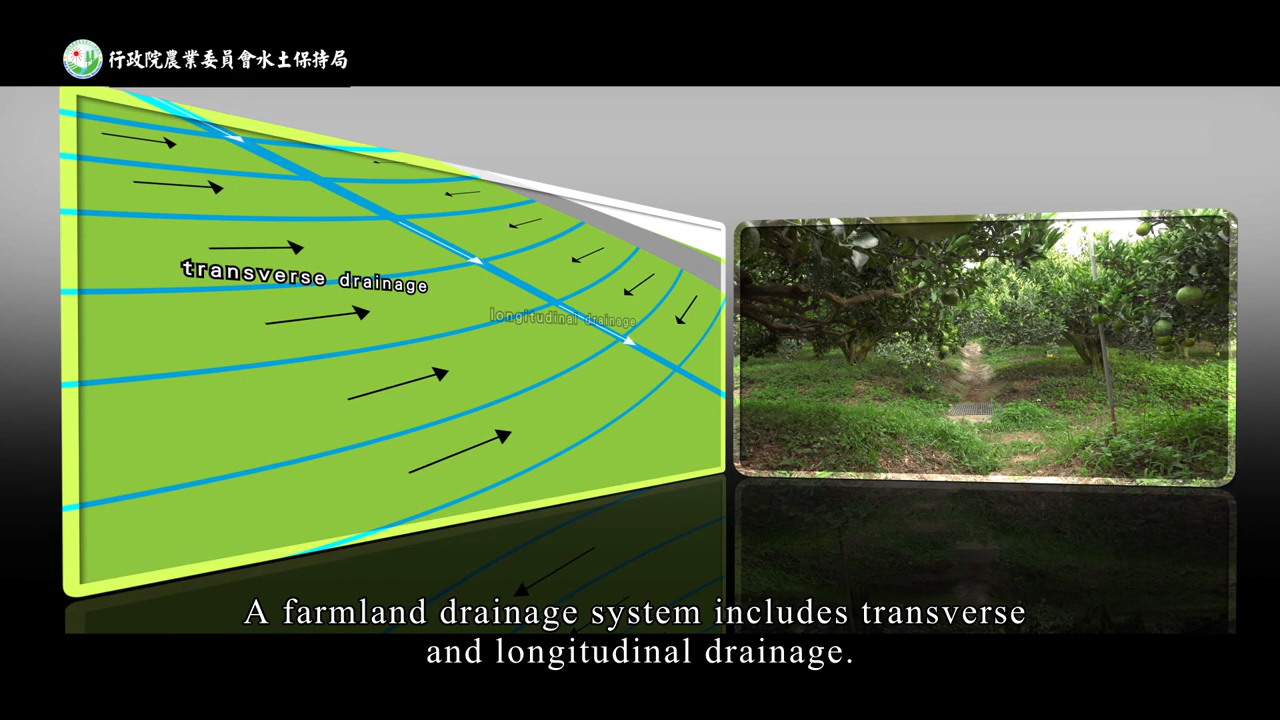 行政院農業委員會水土保持局
transverse drainage
longitudinal drainage
A farmland drainage system includes transverse
and longitudinal drainage.